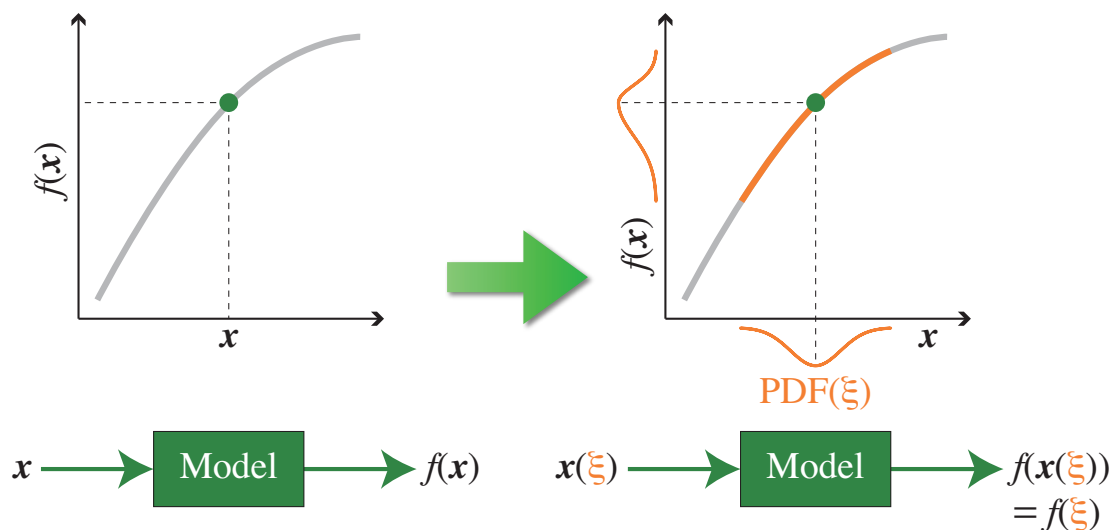 f(x)
x
f(x)
x
PDF(ξ)
x
Model
f(x)
x(ξ)
Model
f(x(ξ))
= f(ξ)